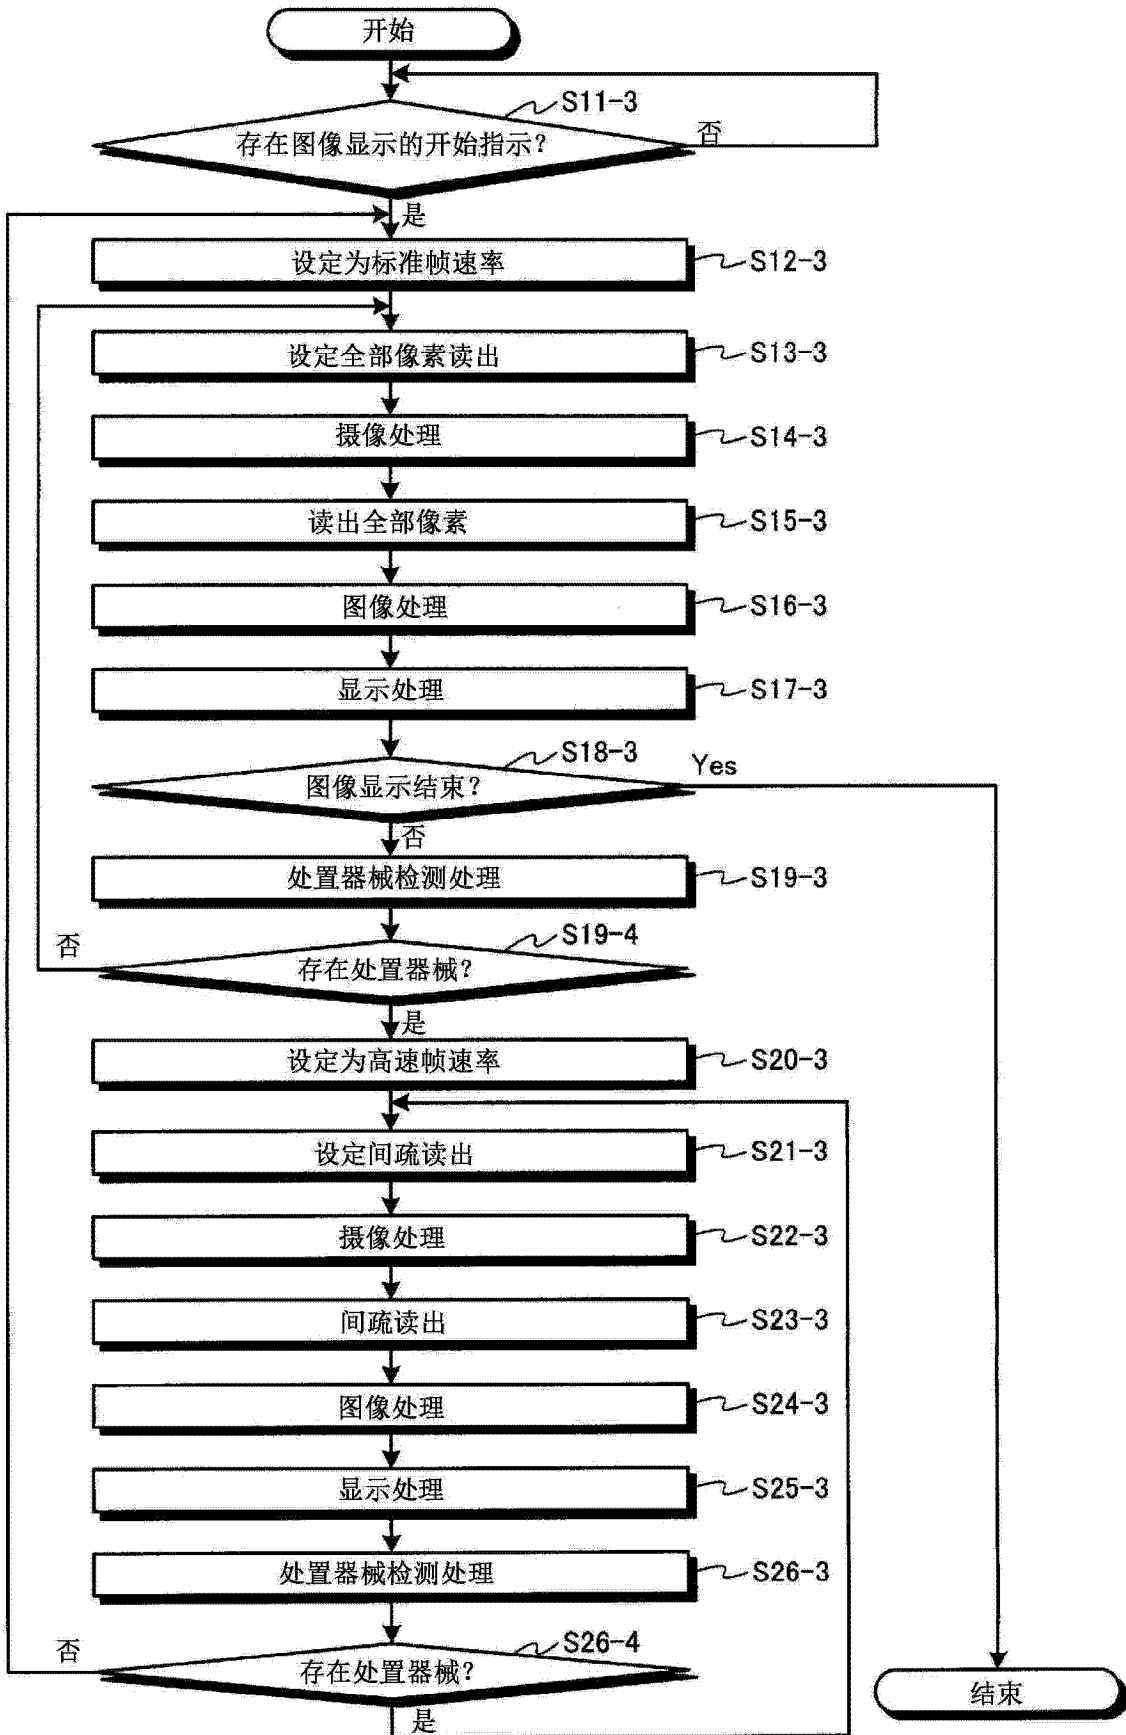 开始
S11-3
存在图像显示的开始指示？
否
是
设定为标准帧速率
S12-3
设定全部像素读出
S13-3
摄像处理
S14-3
读出全部像素
S15-3
图像处理
S16-3
显示处理
S17-3
S18-3
图像显示结束？
Yes
否
处置器械检测处理
S19-3
S19-4
否
存在处置器械？
是
设定为高速帧速率
S20-3
设定间疏读出
S21-3
摄像处理
S22-3
间疏读出
S23-3
图像处理
S24-3
显示处理
S25-3
处置器械检测处理
S26-3
S26-4
否
存在处置器械？
是
结束